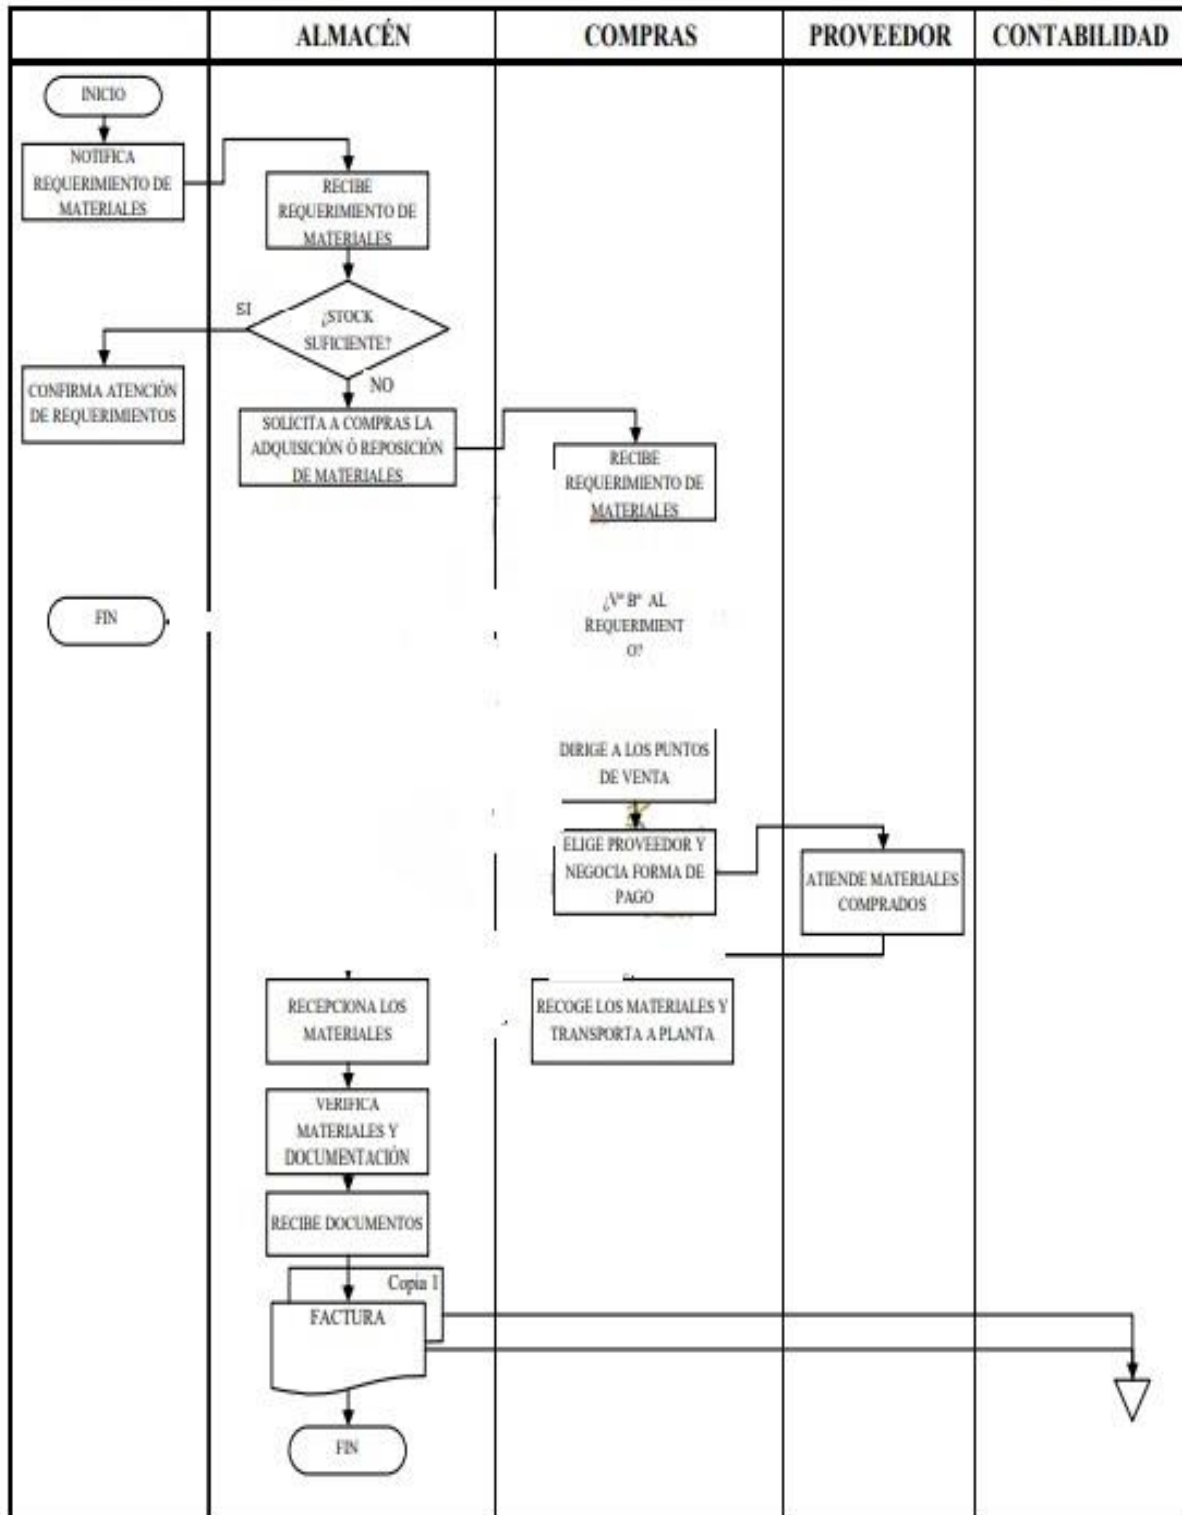 ALMACÉN COMPRAS PROVEEDOR CONTABILIDAD
INICIO
NOTIFICA
REQUERIMIENTO DE
MATERIALES
RECIBE
REQUERIMIENTO DE
MATERIALES
SI
¿STOCK
SUFICIENTE?
NO
CONFIRMA ATENCIÓN
DE REQUERIMIENTOS
SOLICITA A COMPRAS LA
ADQUISICIÓN Ó REPOSICIÓN
DE MATERIALES
RECIBE
REQUERIMIENTO DE
MATERIALES
FIN
¿Vº Bº AL
REQUERIMIENT
O?
DIRIGE A LOS PUNTOS
DE VENTA
ELIGE PROVEEDOR Y
NEGOCIA FORMA DE
PAGO
ATIENDE MATERIALES
COMPRADOS
RECEPCIONA LOS
MATERIALES
RECOGE LOS MATERIALES Y
TRANSPORTA A PLANTA
VERIFICA
MATERIALES Y
DOCUMENTACIÓN
RECIBE DOCUMENTOS
Copia 1
FACTURA
FIN